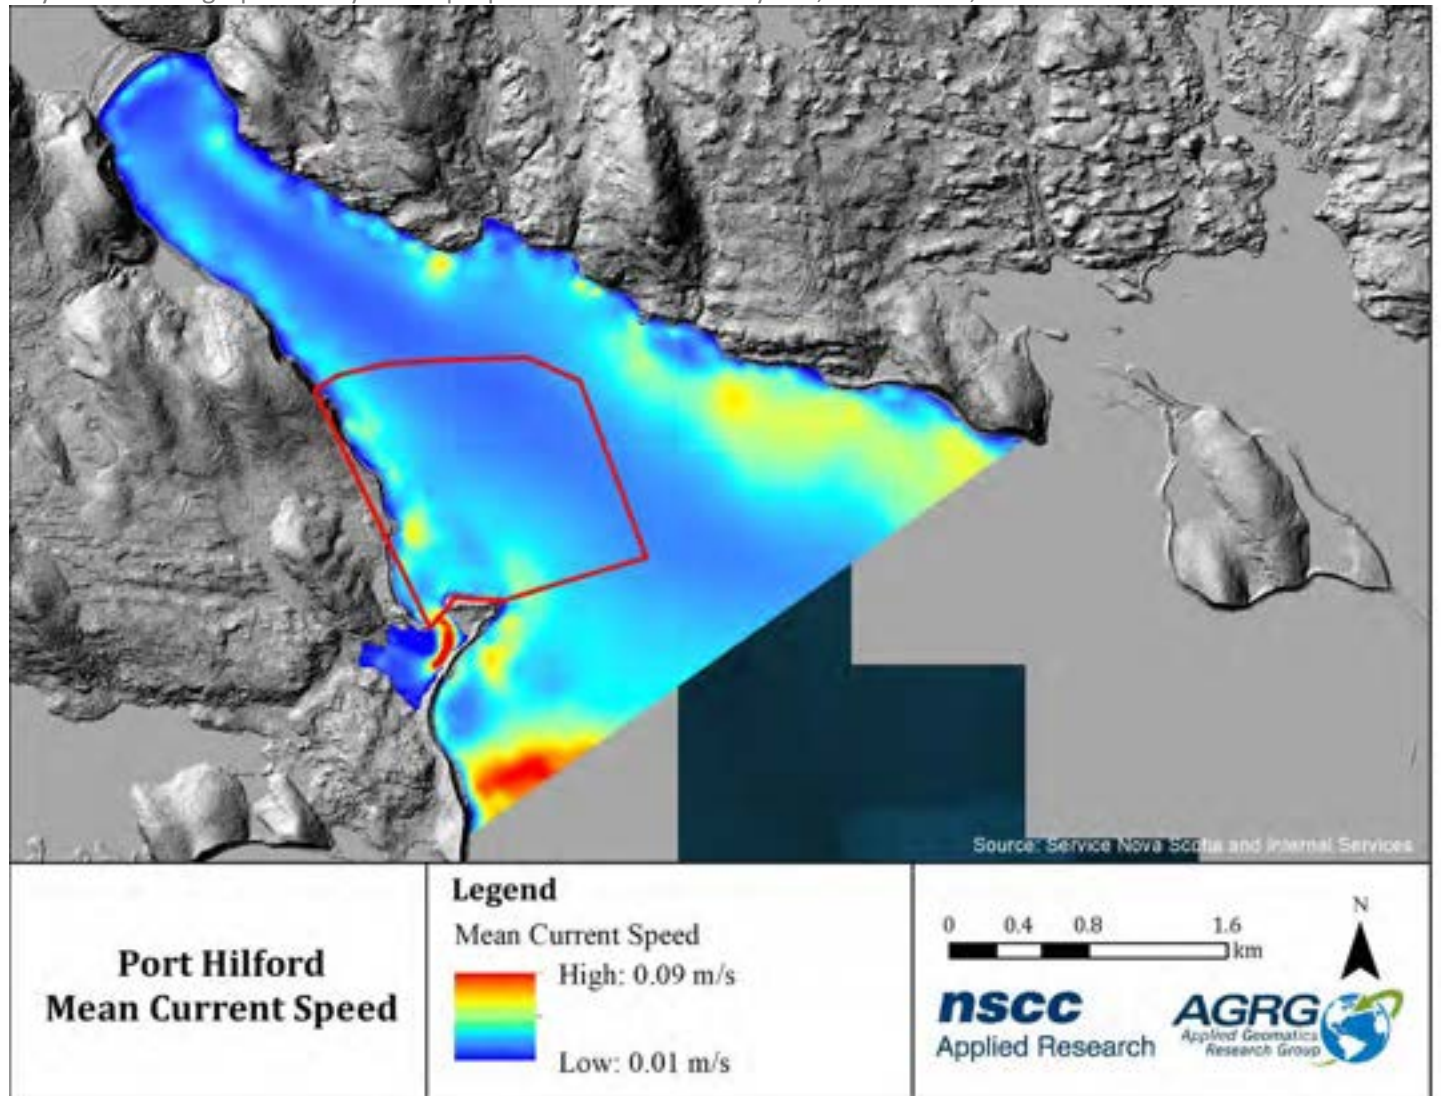 Source: Service Nova Scotia and Internal Services
Port Hilford
Mean Current Speed
Legend
Mean Current Speed
High: 0.09 m/s
Low: 0.01 m/s
0 0.4 0.8 1.6
km
N
nscc
Applied Research
AGRG
Applied Geomatics
Research Group